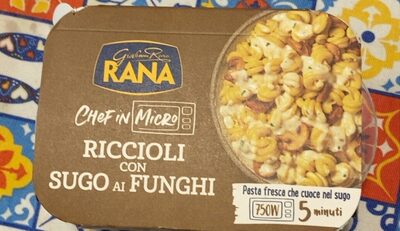 Giovanni Rana
RANA
CHEF IN MICRO
RICCIOLI
CON
SUGO AI FUNGHI
Pasta fresca che cuoce nel sugo
750W 5 minuti